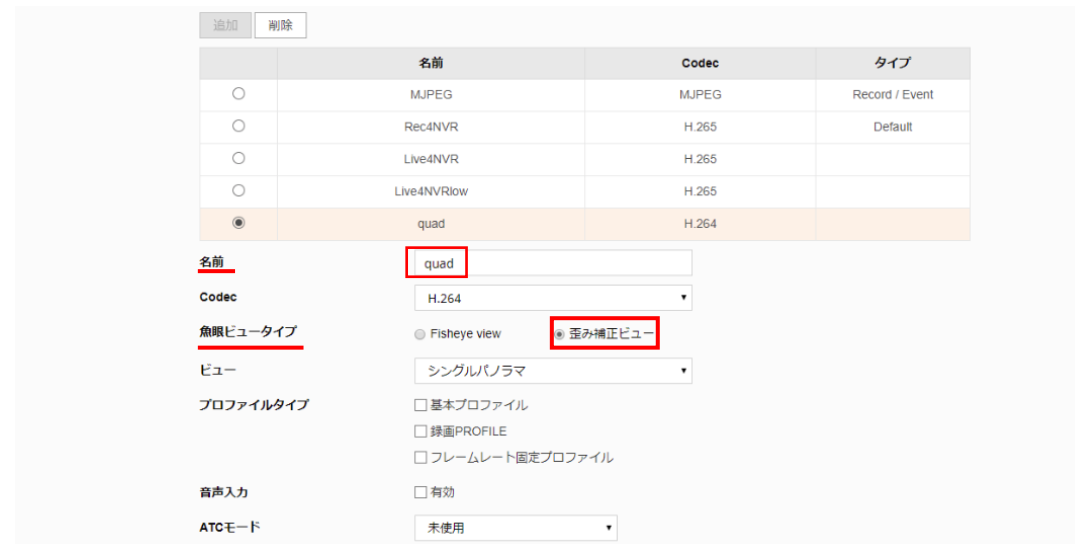 追加 削除
名前 Codec タイプ
MJPEG MJPEG Record / Event
Rec4NVR H.265 Default
Live4NVR H.265
Live4NVRlow H.265
quad H.264
名前 quad
Codec H.264
魚眼ビュータイプ Fisheye view 歪み補正ビュー
ビュー シングルパノラマ
プロファイルタイプ 基本プロファイル
録画PROFILE
フレームレート固定プロファイル
音声入力 有効
ATCモード 未使用